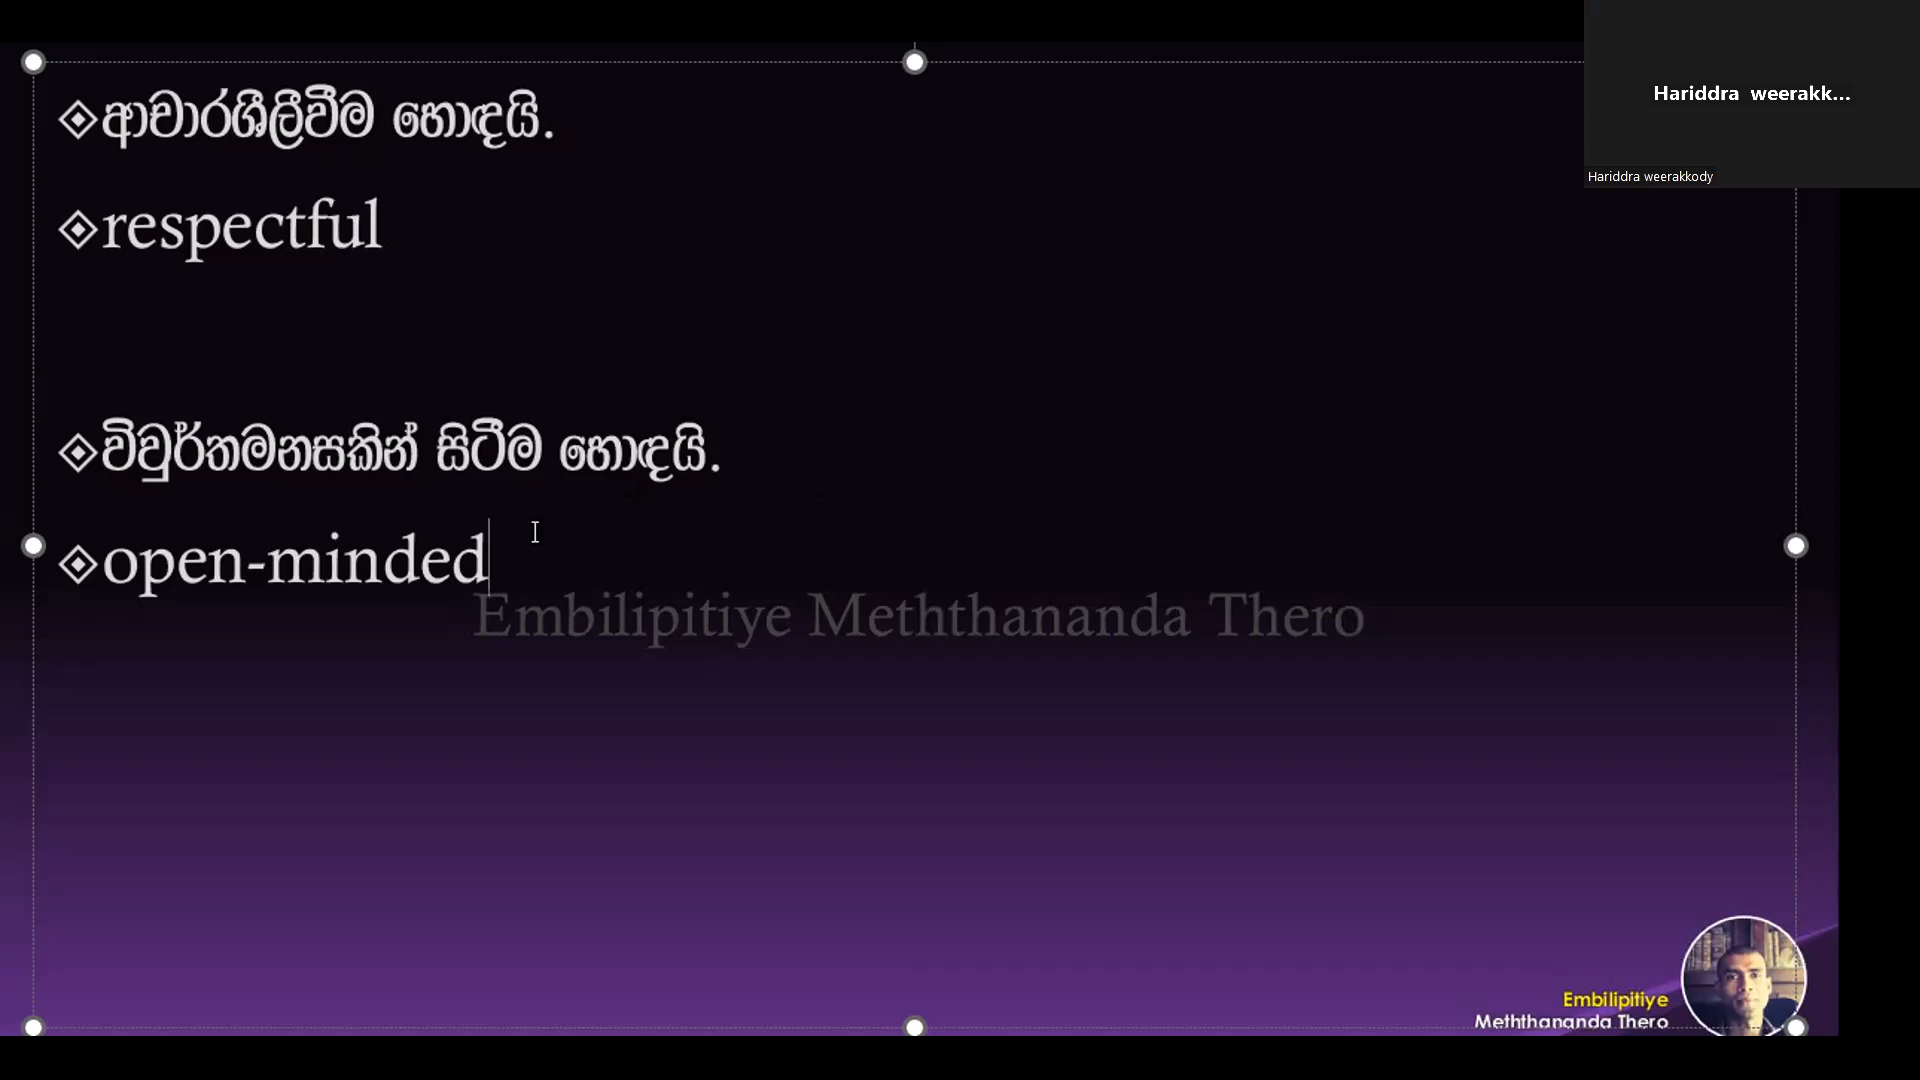 ආචාරශීලීවීම හොඳයි.
respectful
විවුර්තමනසකින් සිටීම හොඳයි.
open-minded
Embilipitiye Meththananda Thero
Hariddra weerakk...
Hariddra weerakkody
Embilipitiye
Meththananda Thero